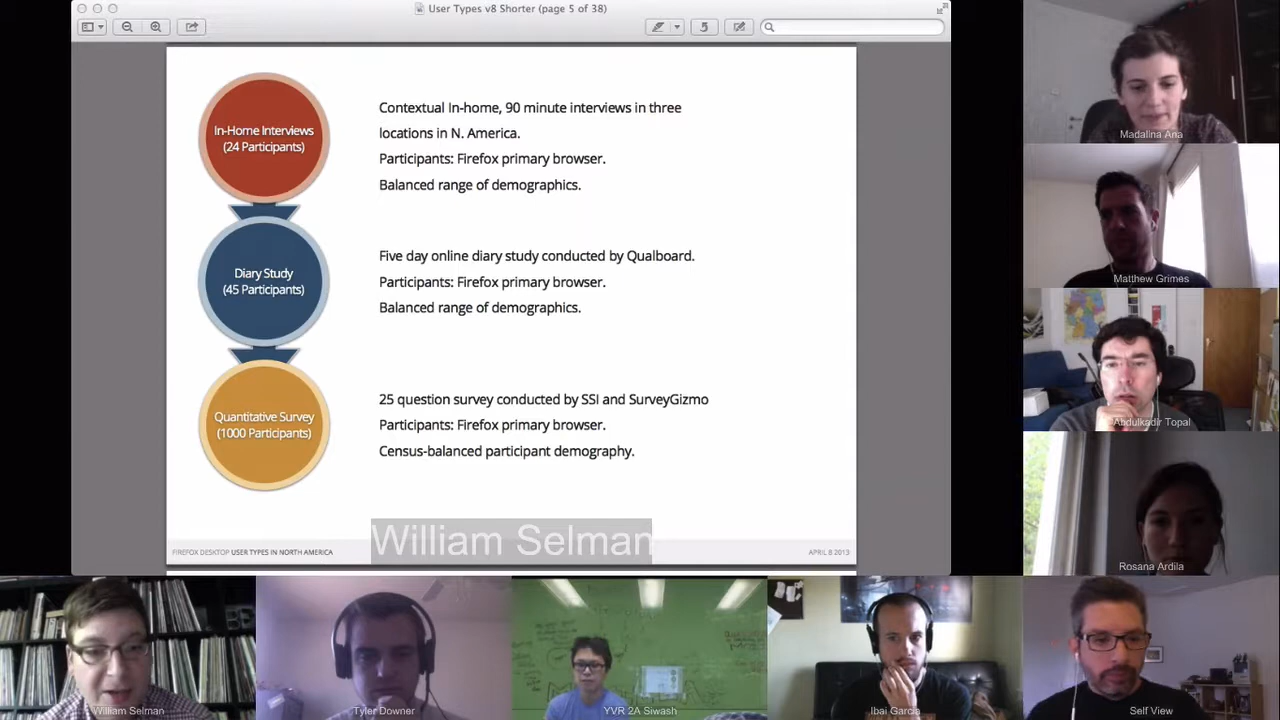 User Types v8 Shorter (page 5 of 38)
In-Home Interviews
(24 Participants)
Contextual In-home, 90 minute interviews in three
locations in N. America.
Participants: Firefox primary browser.
Balanced range of demographics.
Diary Study
(45 Participants)
Five day online diary study conducted by Qualboard.
Participants: Firefox primary browser.
Balanced range of demographics.
Quantitative Survey
(1000 Participants)
25 question survey conducted by SSI and SurveyGizmo
Participants: Firefox primary browser.
Census-balanced participant demography.
William Selman
FIREFOX DESKTOP USER TYPES IN NORTH AMERICA
APRIL 8 2013
Madalina Ana
Matthew Grimes
Abdulkadir Topal
Rosana Ardila
William Selman
Tyler Downer
YVR 2A Siwash
Ibai Garcia
Self View